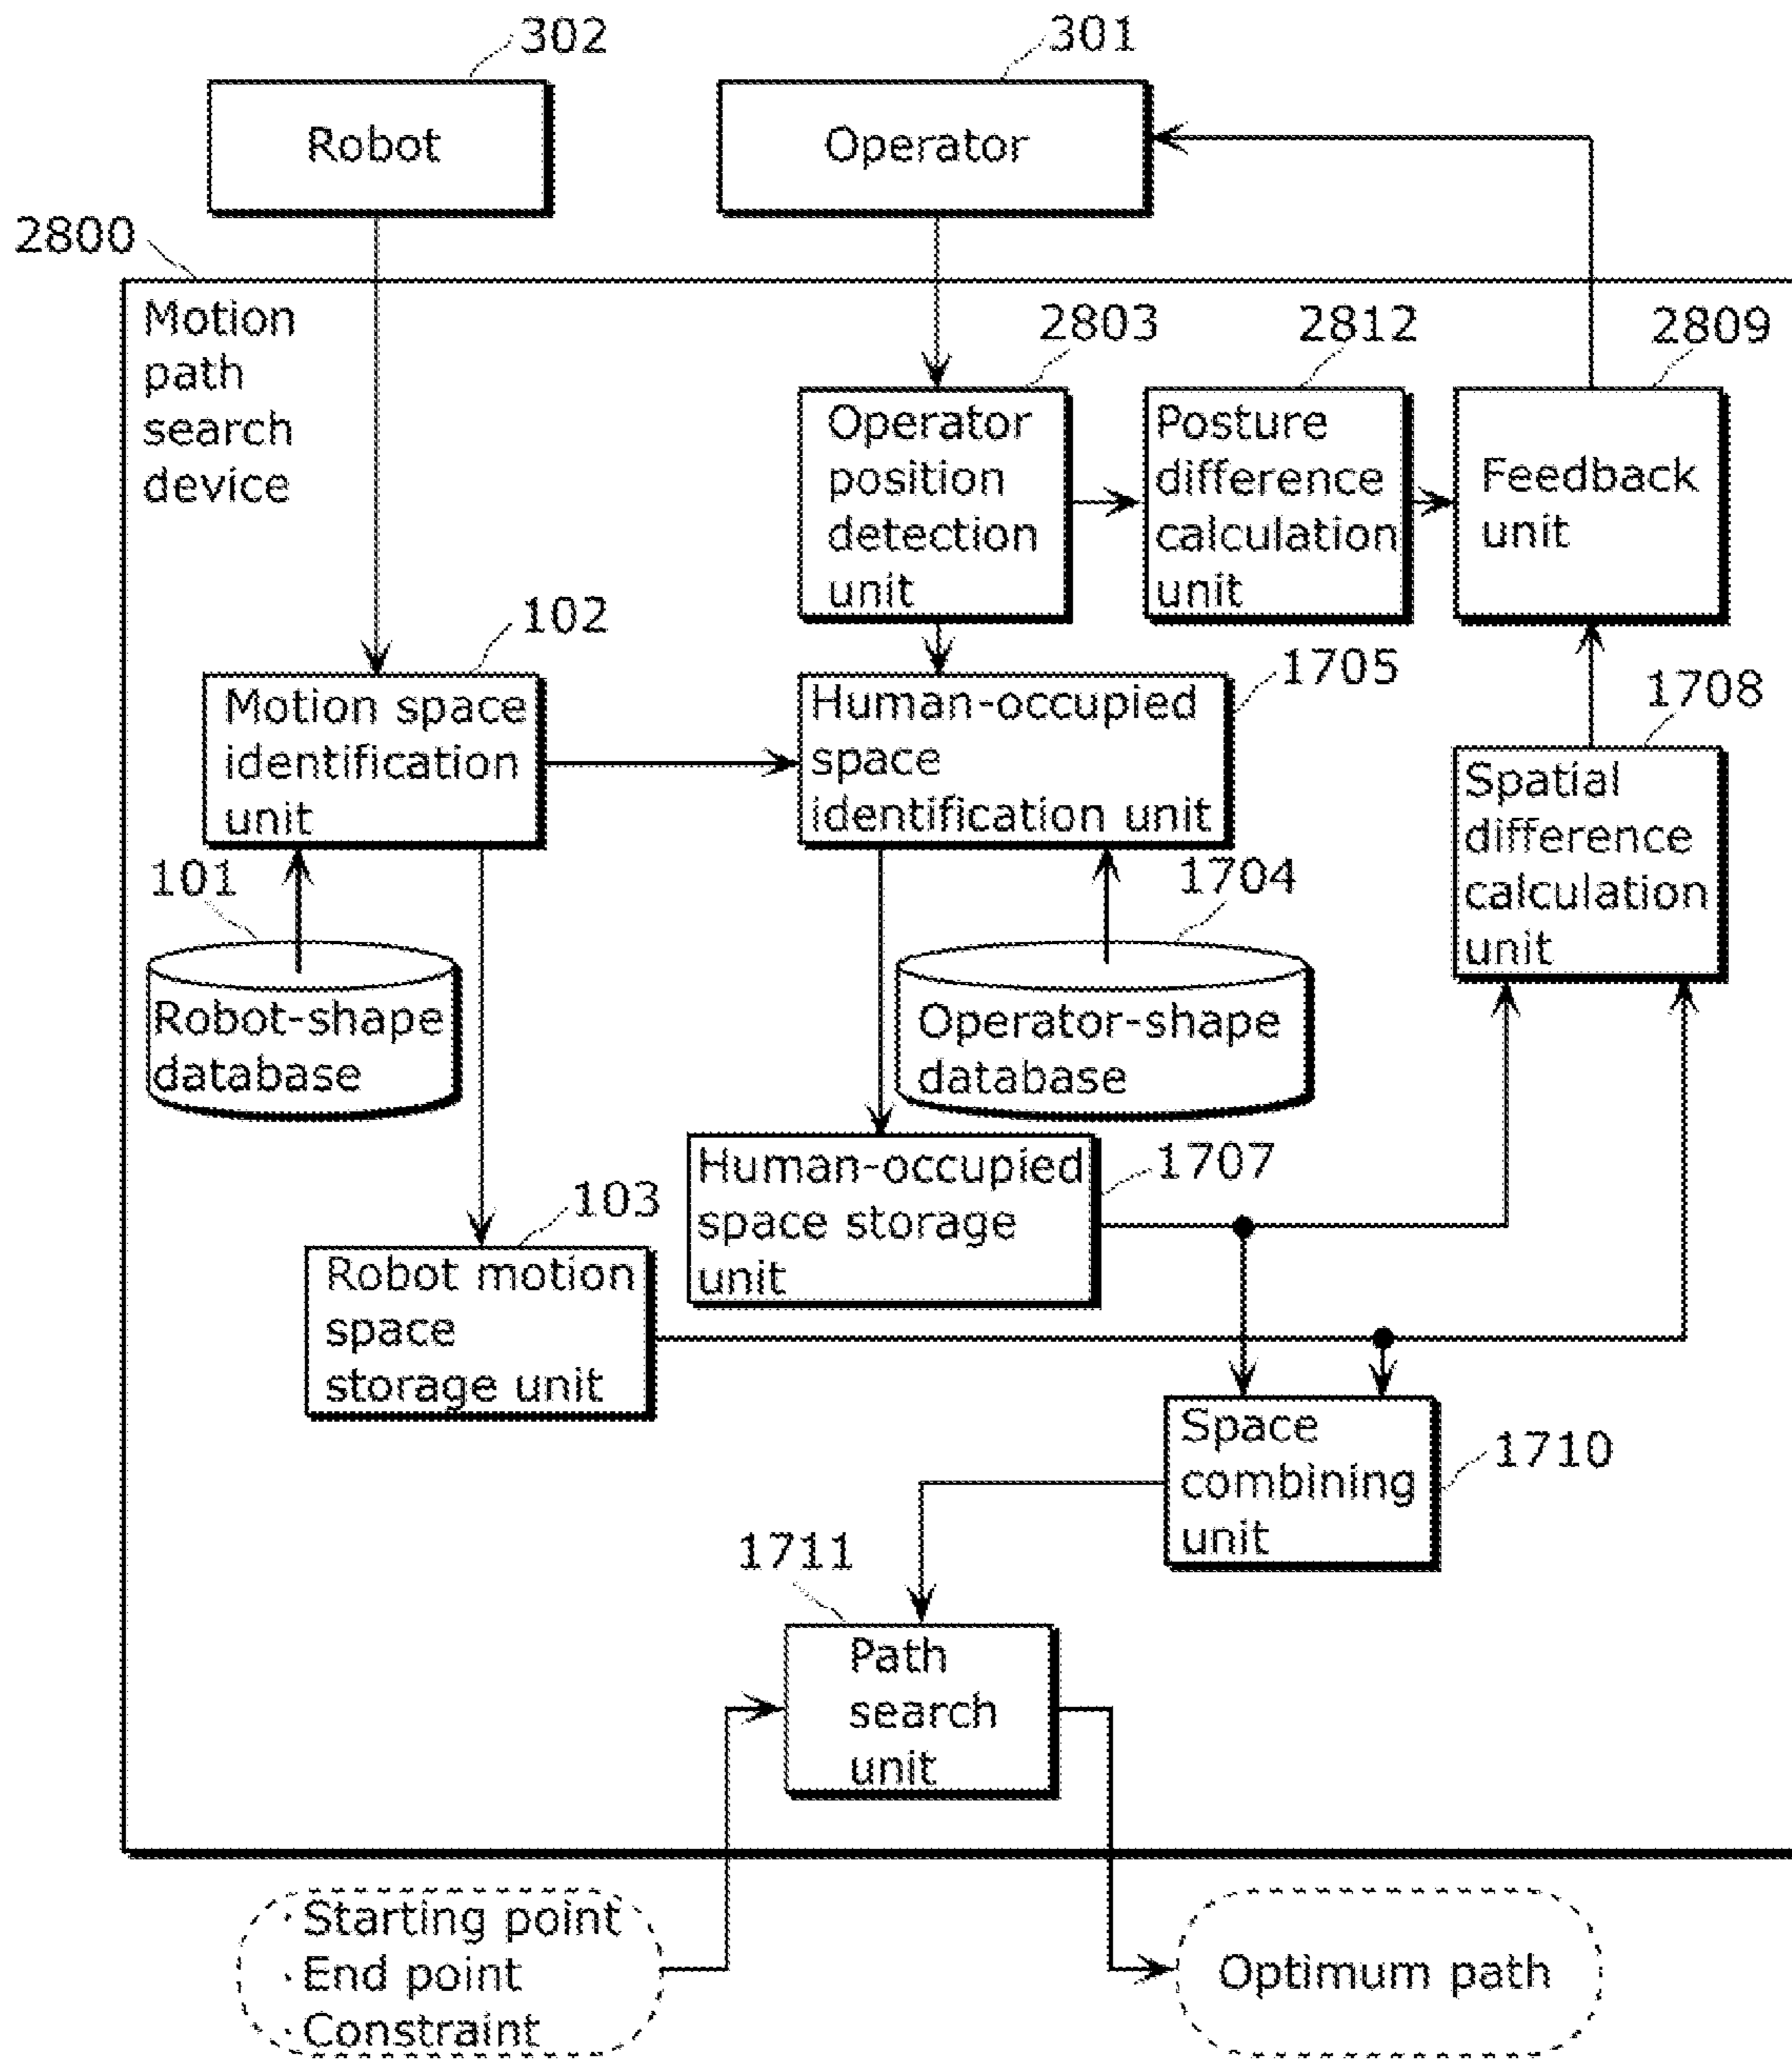 302
301
Robot
Operator
2800
Motion
path
search
device
2803
2812
2809
Operator
position
detection
unit
Posture
difference
calculation
unit
Feedback
unit
102
1705
1708
Motion space
identification
unit
Human-occupied
space
identification unit
Spatial
difference
calculation
unit
101
1704
Robot-shape
database
Operator-shape
database
103
1707
Human-occupied
space storage
unit
Robot motion
space
storage unit
Space
combining
unit
1710
1711
Path
search
unit
· Starting point
· End point
· Constraint
Optimum path